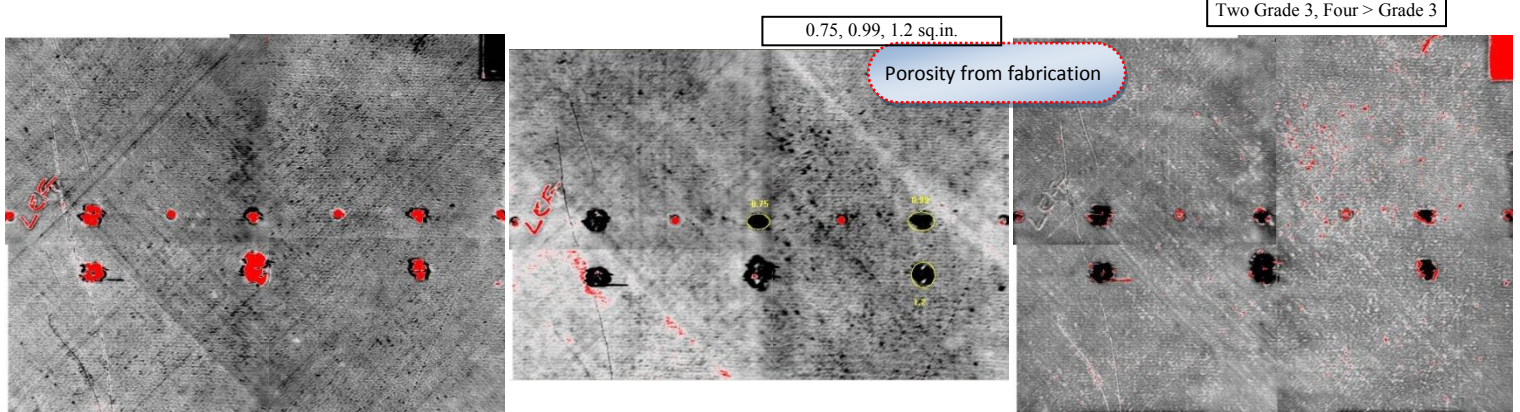 Two Grade 3, Four > Grade 3
0.75, 0.99, 1.2 sq.in.
Porosity from fabrication
0.75
0.99
1.2